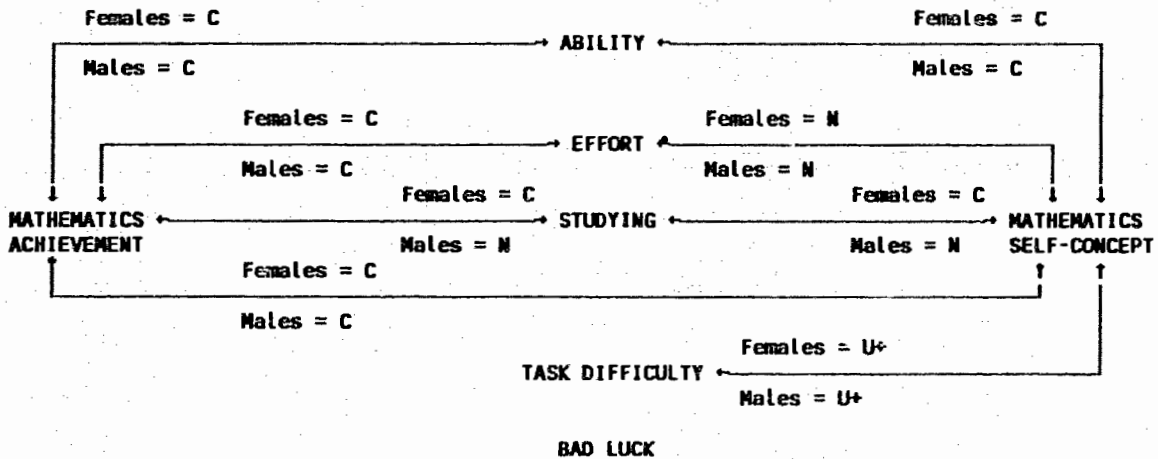 Females = C Females = C
ABILITY
Males = C Males = C
Females = C Females = N
EFFORT
Males = C Males = N
Females = C Females = C
MATHEMATICS STUDYING MATHEMATICS
ACHIEVEMENT Males = N Males = N SELF-CONCEPT
Females = C
Males = C
Females = U+
TASK DIFFICULTY
Males = U+
BAD LUCK